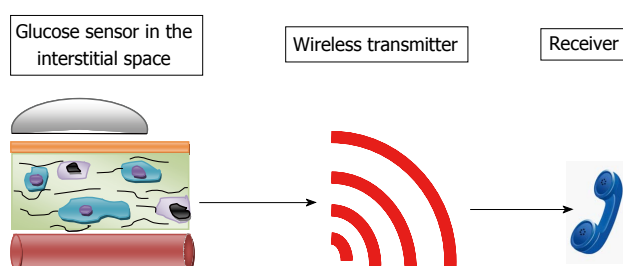 Glucose sensor in the
interstitial space
Wireless transmitter
Receiver